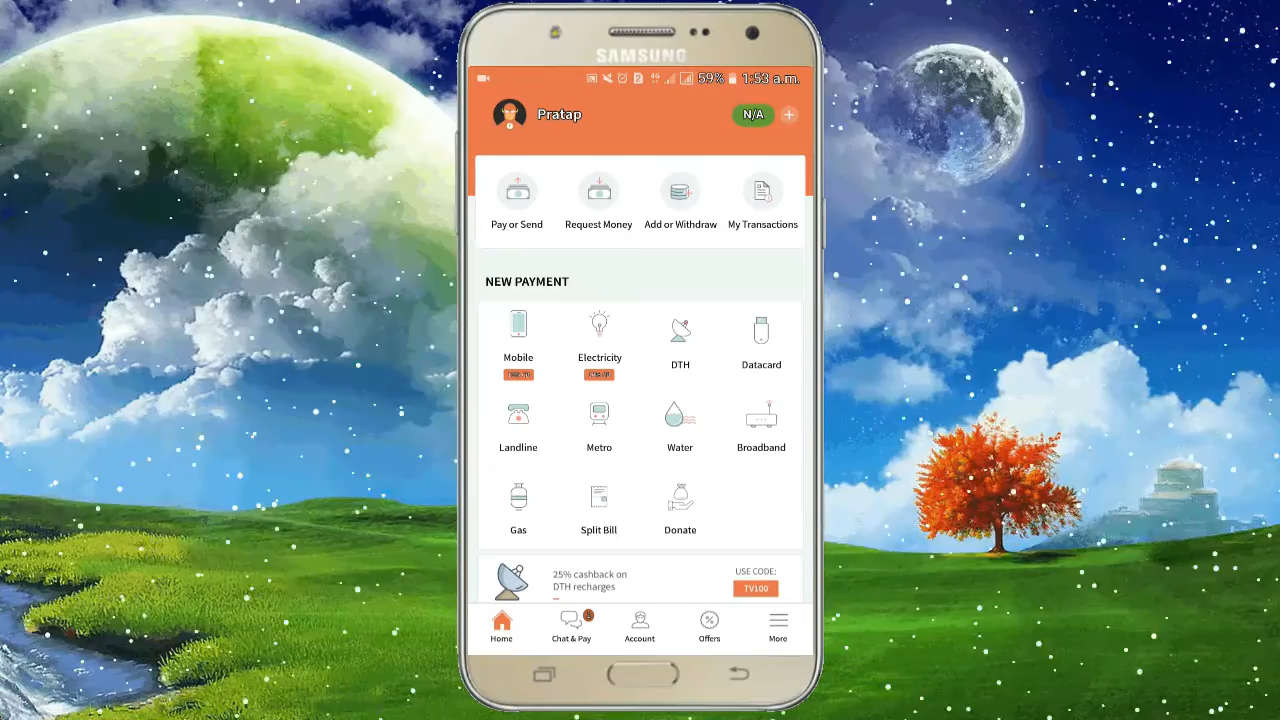 SAMSUNG
4G 59% 1:53 a.m.
Pratap
N/A
Pay or Send Request Money Add or Withdraw My Transactions
NEW PAYMENT
Mobile Electricity DTH Datacard
Landline Metro Water Broadband
Gas Split Bill Donate
25% cashback on
DTH recharges
USE CODE:
TV100
Home Chat & Pay Account Offers More